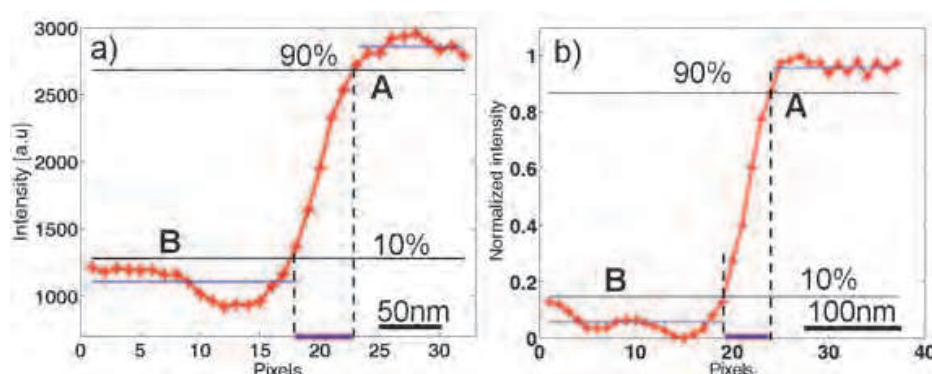 a)
Intensity [a.u]
3000
2500
2000
1500
1000
90%
A
B
10%
50nm
0 5 10 15 20 25 30
Pixels
b)
Normalized intensity
1
0.8
0.6
0.4
0.2
0
90%
A
B
10%
100nm
0 10 20 30 40
Pixels